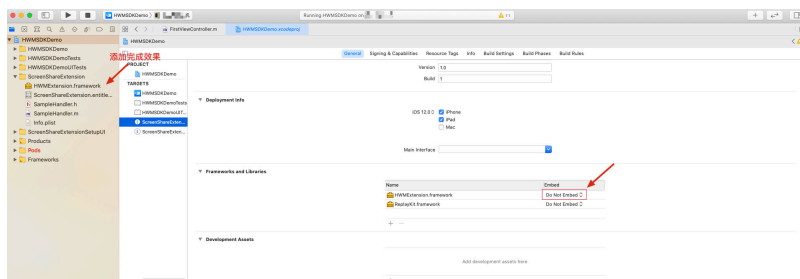 HWMSDKDemo
Running HWMSDKDemo on
11
FirstViewController.m
HWMSDKDemo.xcodeproj
HWMSDKDemo
HWMSDKDemo
HWMSDKDemo
HWMSDKDemoTests
HWMSDKDemoUITests
ScreenShareExtension
HWMExtension.framework
ScreenShareExtension.entitle...
SampleHandler.h
SampleHandler.m
Info.plist
ScreenShareExtensionSetupUI
Products
Pods
Frameworks
添加完成效果
General Signing & Capabilities Resource Tags Info Build Settings Build Phases Build Rules
PROJECT
HWMSDKDemo
TARGETS
HWMSDKDemo
HWMSDKDemoTests
HWMSDKDemoUIT...
ScreenShareExten...
ScreenShareExten...
Version 1.0
Build 1
Deployment Info
iOS 12.0 iPhone
iPad
Mac
Main Interface
Frameworks and Libraries
Name Embed
HWMExtension.framework Do Not Embed
ReplayKit.framework Do Not Embed
Development Assets
Add development assets here